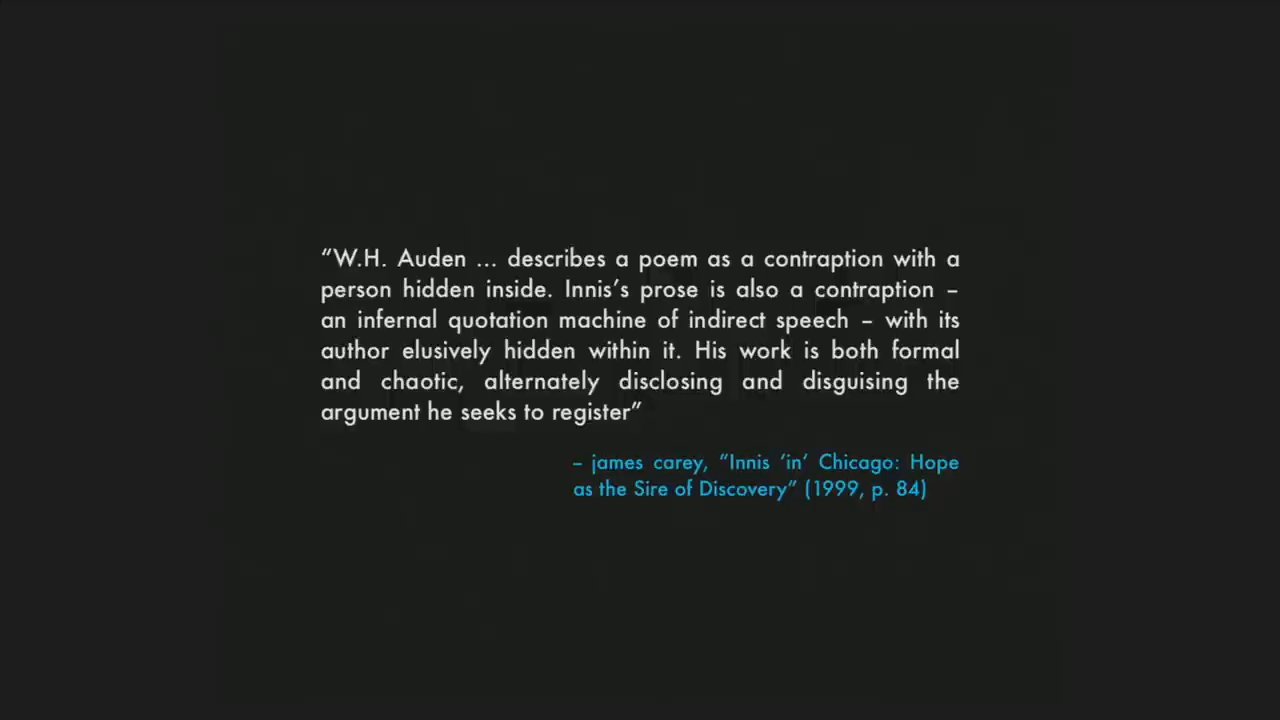 “W.H. Auden ... describes a poem as a contraption with a
person hidden inside. Innis’s prose is also a contraption –
an infernal quotation machine of indirect speech – with its
author elusively hidden within it. His work is both formal
and chaotic, alternately disclosing and disguising the
argument he seeks to register”
– james carey, “Innis ‘in‘ Chicago: Hope
as the Sire of Discovery” (1999, p. 84)